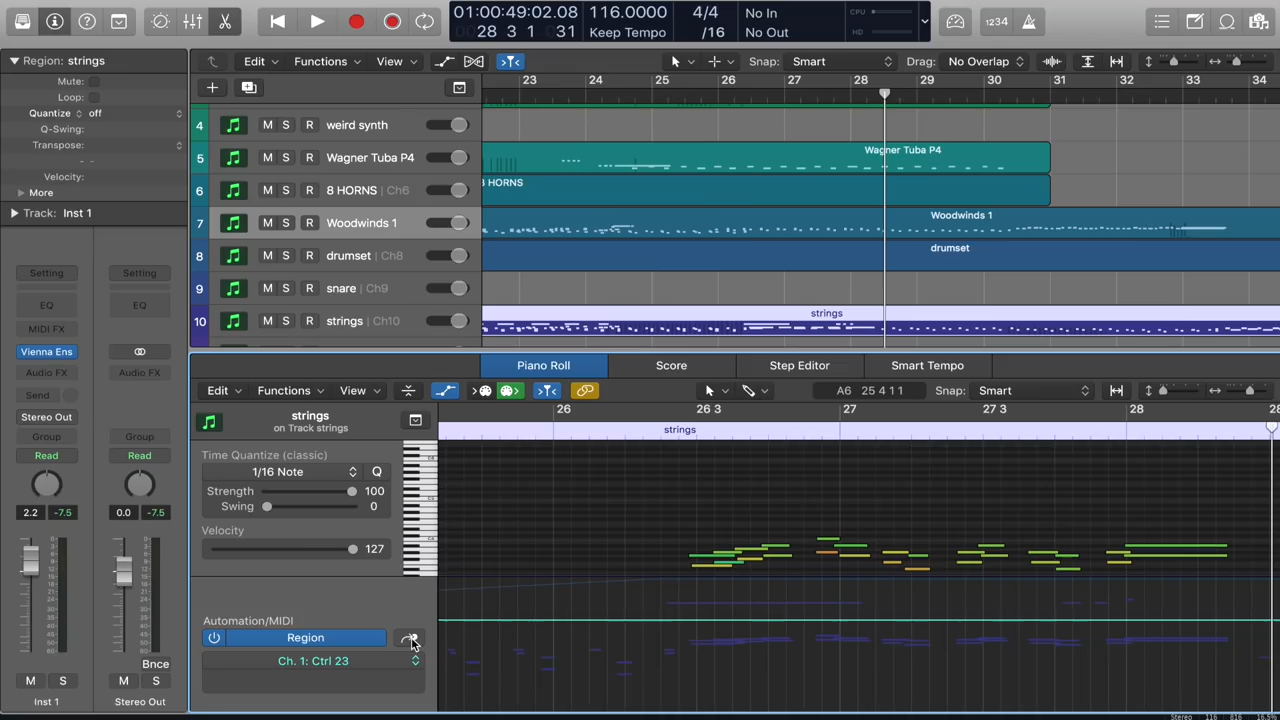 01:00:49:02.08 116.0000 4/4 No In CPU
28 3 1 31 Keep Tempo /16 No Out HD
1234
Region: strings
Edit Functions View Snap: Smart Drag: No Overlap
Mute:
Loop:
Quantize off
Q-Swing:
Transpose:
Velocity:
More
Track: Inst 1
23 24 25 26 27 28 29 30 31 32 33 34
4 M S R weird synth
5 M S R Wagner Tuba P4
Wagner Tuba P4
6 M S R 8 HORNS | Ch6
8 HORNS
7 M S R Woodwinds 1
Woodwinds 1
8 M S R drumset | Ch8
drumset
9 M S R snare | Ch9
10 M S R strings | Ch10
strings
Setting Setting
EQ EQ
MIDI FX
Vienna Ens
Audio FX Audio FX
Send
Stereo Out
Group Group
Read Read
2.2 -7.5 0.0 -7.5
Bnce
M S M S
Inst 1 Stereo Out
Piano Roll Score Step Editor Smart Tempo
Edit Functions View A6 25 4 1 1 Snap: Smart
strings
on Track strings
26 26 3 27 27 3 28
strings
Time Quantize (classic)
1/16 Note Q
Strength 100
Swing 0
Velocity
127
Automation/MIDI
Region
Ch. 1: Ctrl 23